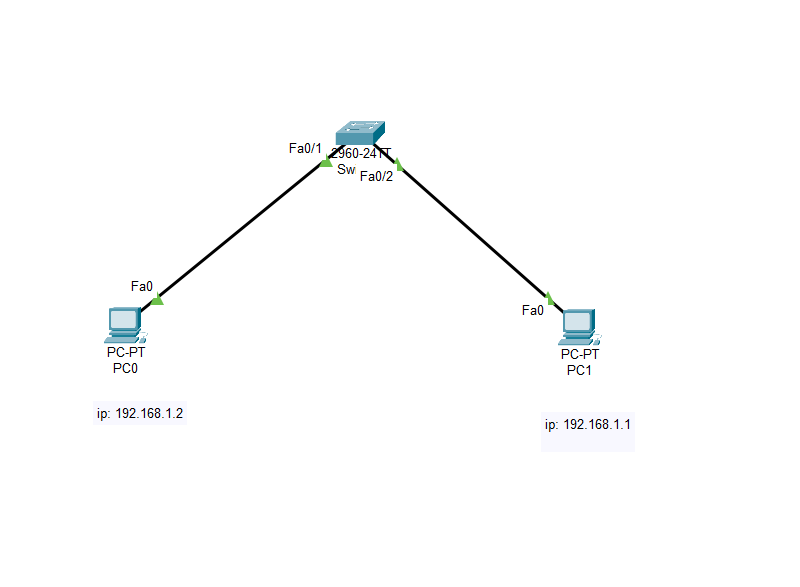 Fa0/1
2960-24TT
Sw
Fa0/2
Fa0
PC-PT
PC0
Fa0
PC-PT
PC1
ip: 192.168.1.2
ip: 192.168.1.1